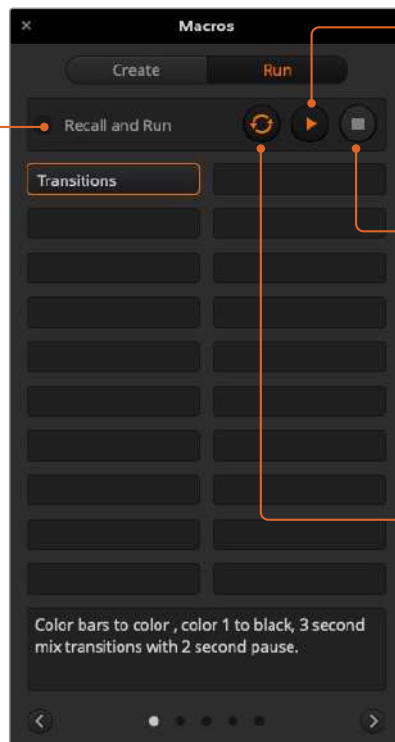 Macros
Create Run
Recall and Run
Transitions
Color bars to color , color 1 to black, 3 second
mix transitions with 2 second pause.